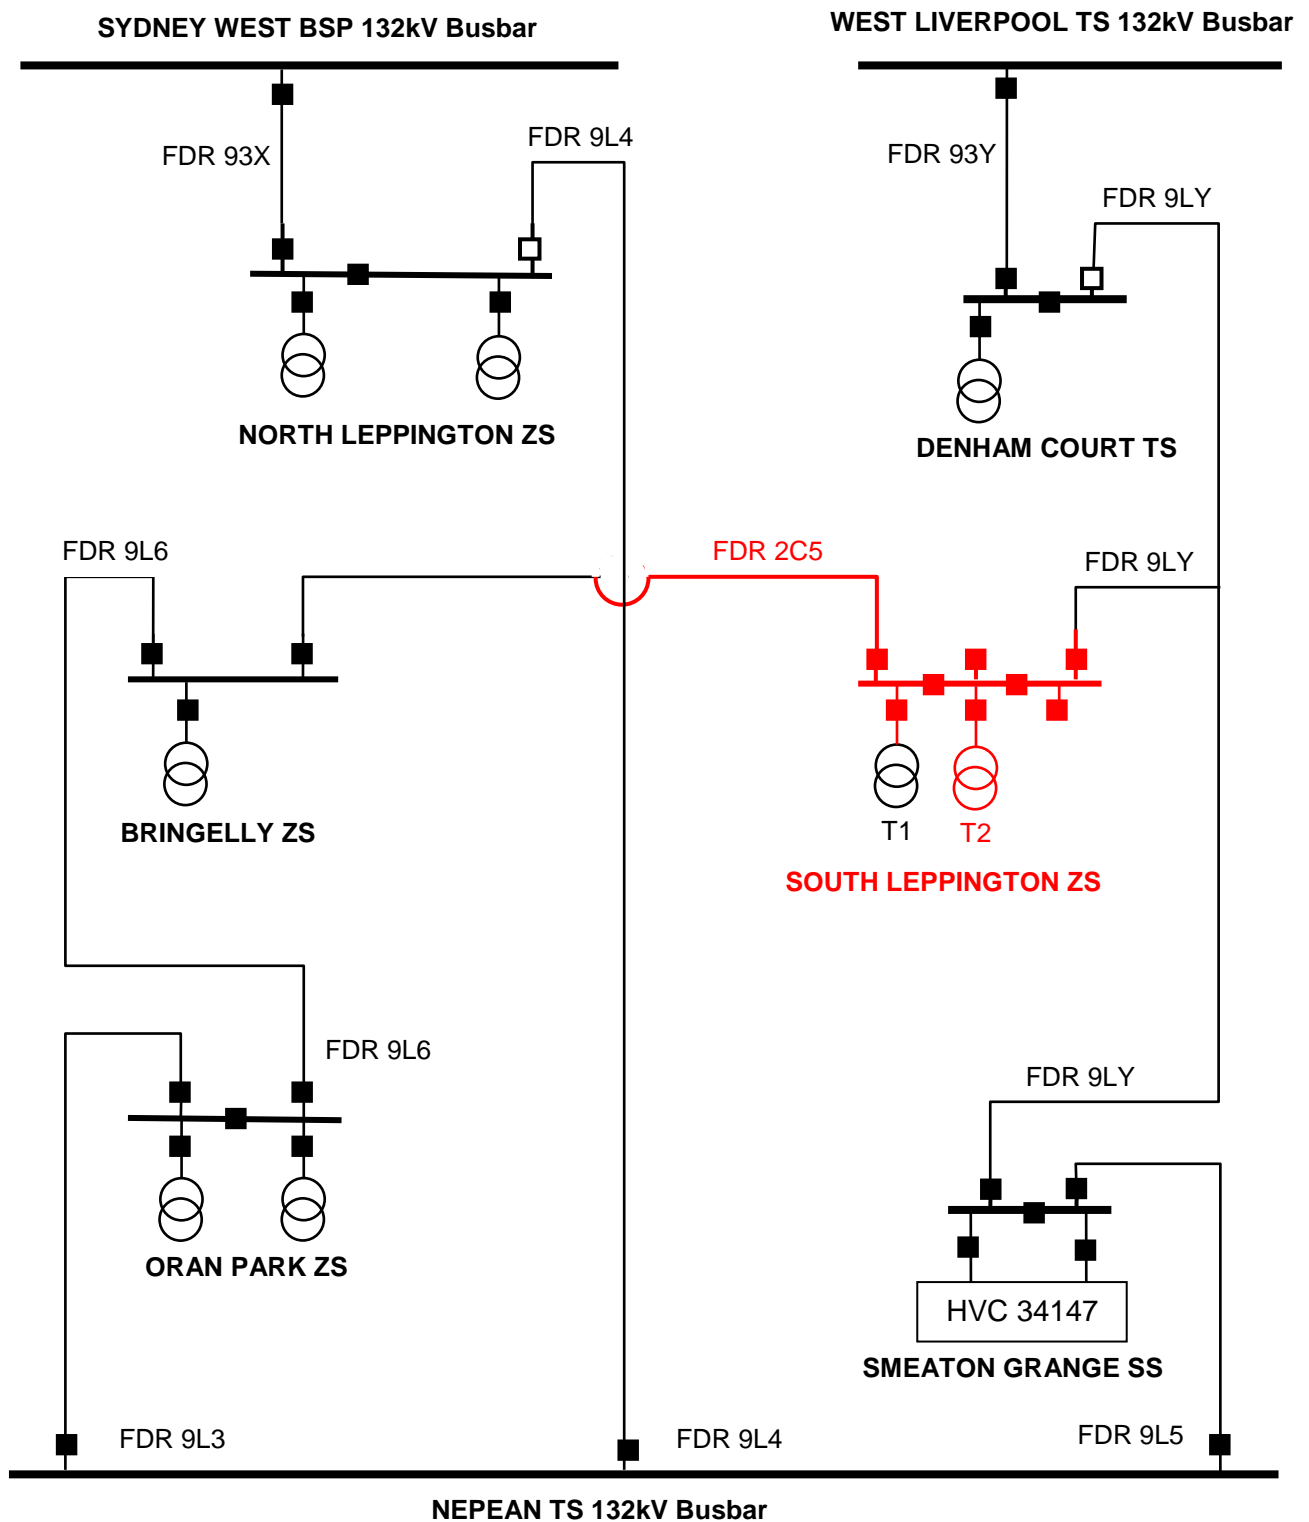 SYDNEY WEST BSP 132kV Busbar
WEST LIVERPOOL TS 132kV Busbar
FDR 93X
FDR 9L4
FDR 93Y
FDR 9LY
NORTH LEPPINGTON ZS
DENHAM COURT TS
FDR 9L6
FDR 2C5
FDR 9LY
BRINGELLY ZS
T1
T2
SOUTH LEPPINGTON ZS
FDR 9L6
FDR 9LY
ORAN PARK ZS
HVC 34147
SMEATON GRANGE SS
FDR 9L3
FDR 9L4
FDR 9L5
NEPEAN TS 132kV Busbar